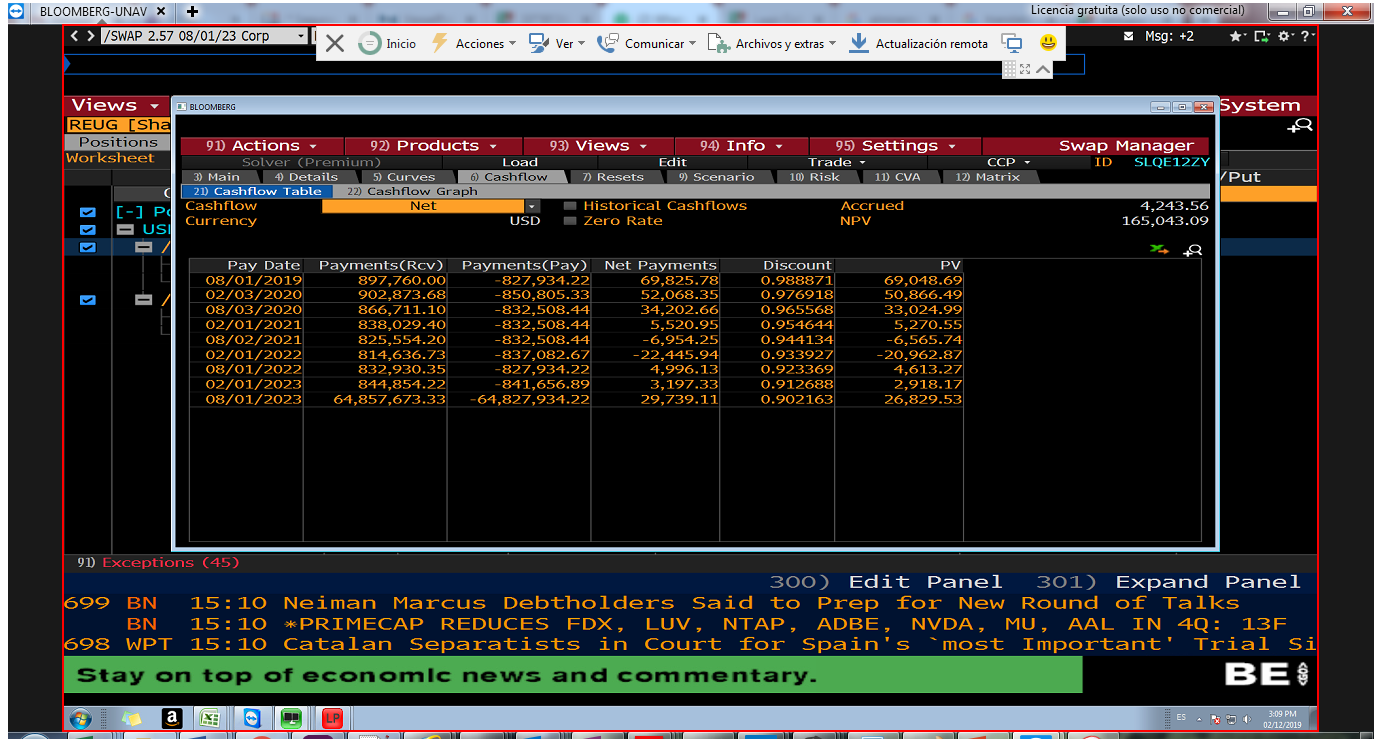 BLOOMBERG-UNAV × + Licencia gratuita (solo uso no comercial)
< > /SWAP 2.57 08/01/23 Corp Inicio Acciones Ver Comunicar Archivos y extras Actualización remota Msg: +2 ?
Views BLOOMBERG System
REUG [Sha 91) Actions 92) Products 93) Views 94) Info 95) Settings Swap Manager
Positions Solver (Premium) Load Edit Trade CCP ID SLQE12ZY
Worksheet 3) Main 4) Details 5) Curves 6) Cashflow 7) Resets 9) Scenario 10) Risk 11) CVA 12) Matrix /Put
21) Cashflow Table 22) Cashflow Graph
Cashflow Net Historical Cashflows Accrued 4,243.56
Currency USD Zero Rate NPV 165,043.09
[-] Po
USI
Pay Date Payments(Rcv) Payments(Pay) Net Payments Discount PV
08/01/2019 897,760.00 -827,934.22 69,825.78 0.988871 69,048.69
02/03/2020 902,873.68 -850,805.33 52,068.35 0.976918 50,866.49
08/03/2020 866,711.10 -832,508.44 34,202.66 0.965568 33,024.99
02/01/2021 838,029.40 -832,508.44 5,520.95 0.954644 5,270.55
08/02/2021 825,554.20 -832,508.44 -6,954.25 0.944134 -6,565.74
02/01/2022 814,636.73 -837,082.67 -22,445.94 0.933927 -20,962.87
08/01/2022 832,930.35 -827,934.22 4,996.13 0.923369 4,613.27
02/01/2023 844,854.22 -841,656.89 3,197.33 0.912688 2,918.17
08/01/2023 64,857,673.33 -64,827,934.22 29,739.11 0.902163 26,829.53
91) Exceptions (45)
300) Edit Panel 301) Expand Panel
699 BN 15:10 Neiman Marcus Debtholders Said to Prep for New Round of Talks
BN 15:10 *PRIMECAP REDUCES FDX, LUV, NTAP, ADBE, NVDA, MU, AAL IN 4Q: 13F
698 WPT 15:10 Catalan Separatists in Court for Spain's `most Important' Trial Si
Stay on top of economic news and commentary. BE
a LP ES 3:09 PM
02/12/2019